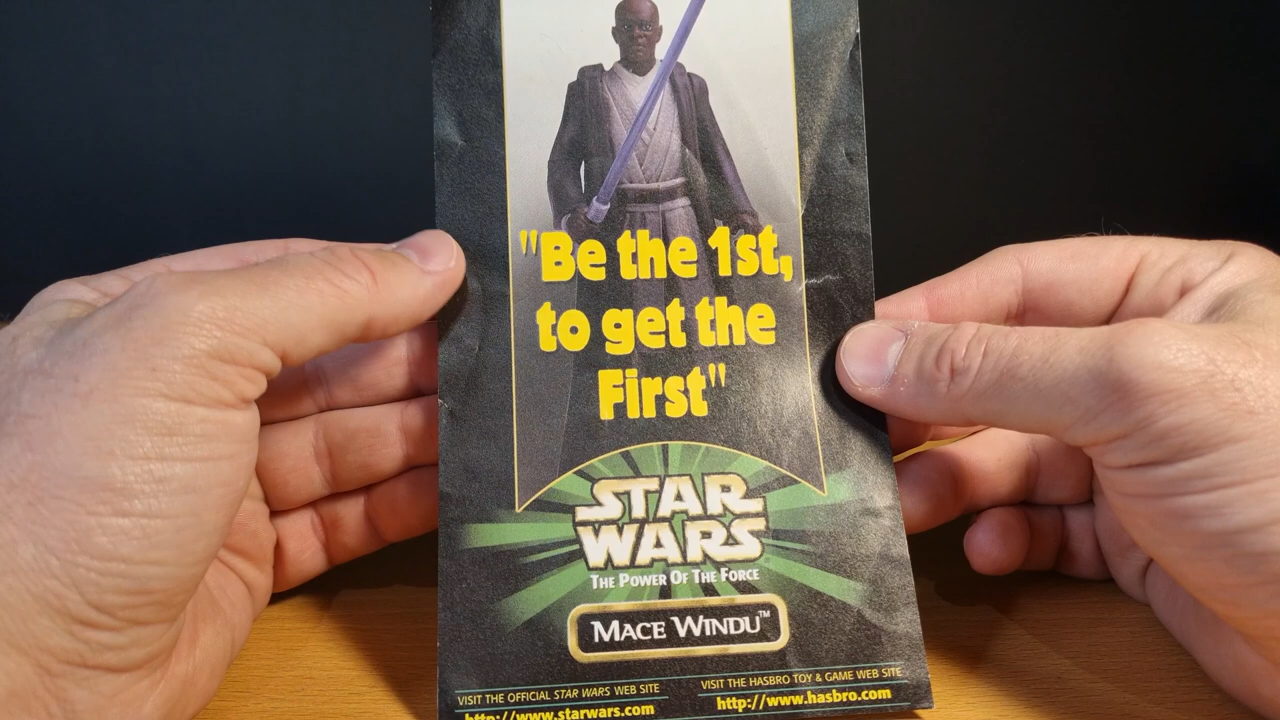 "Be the 1st,
to get the
First"
STAR
WARS
THE POWER OF THE FORCE
MACE WINDU™
VISIT THE OFFICIAL STAR WARS WEB SITE
http://www.starwars.com
VISIT THE HASBRO TOY & GAME WEB SITE
http://www.hasbro.com